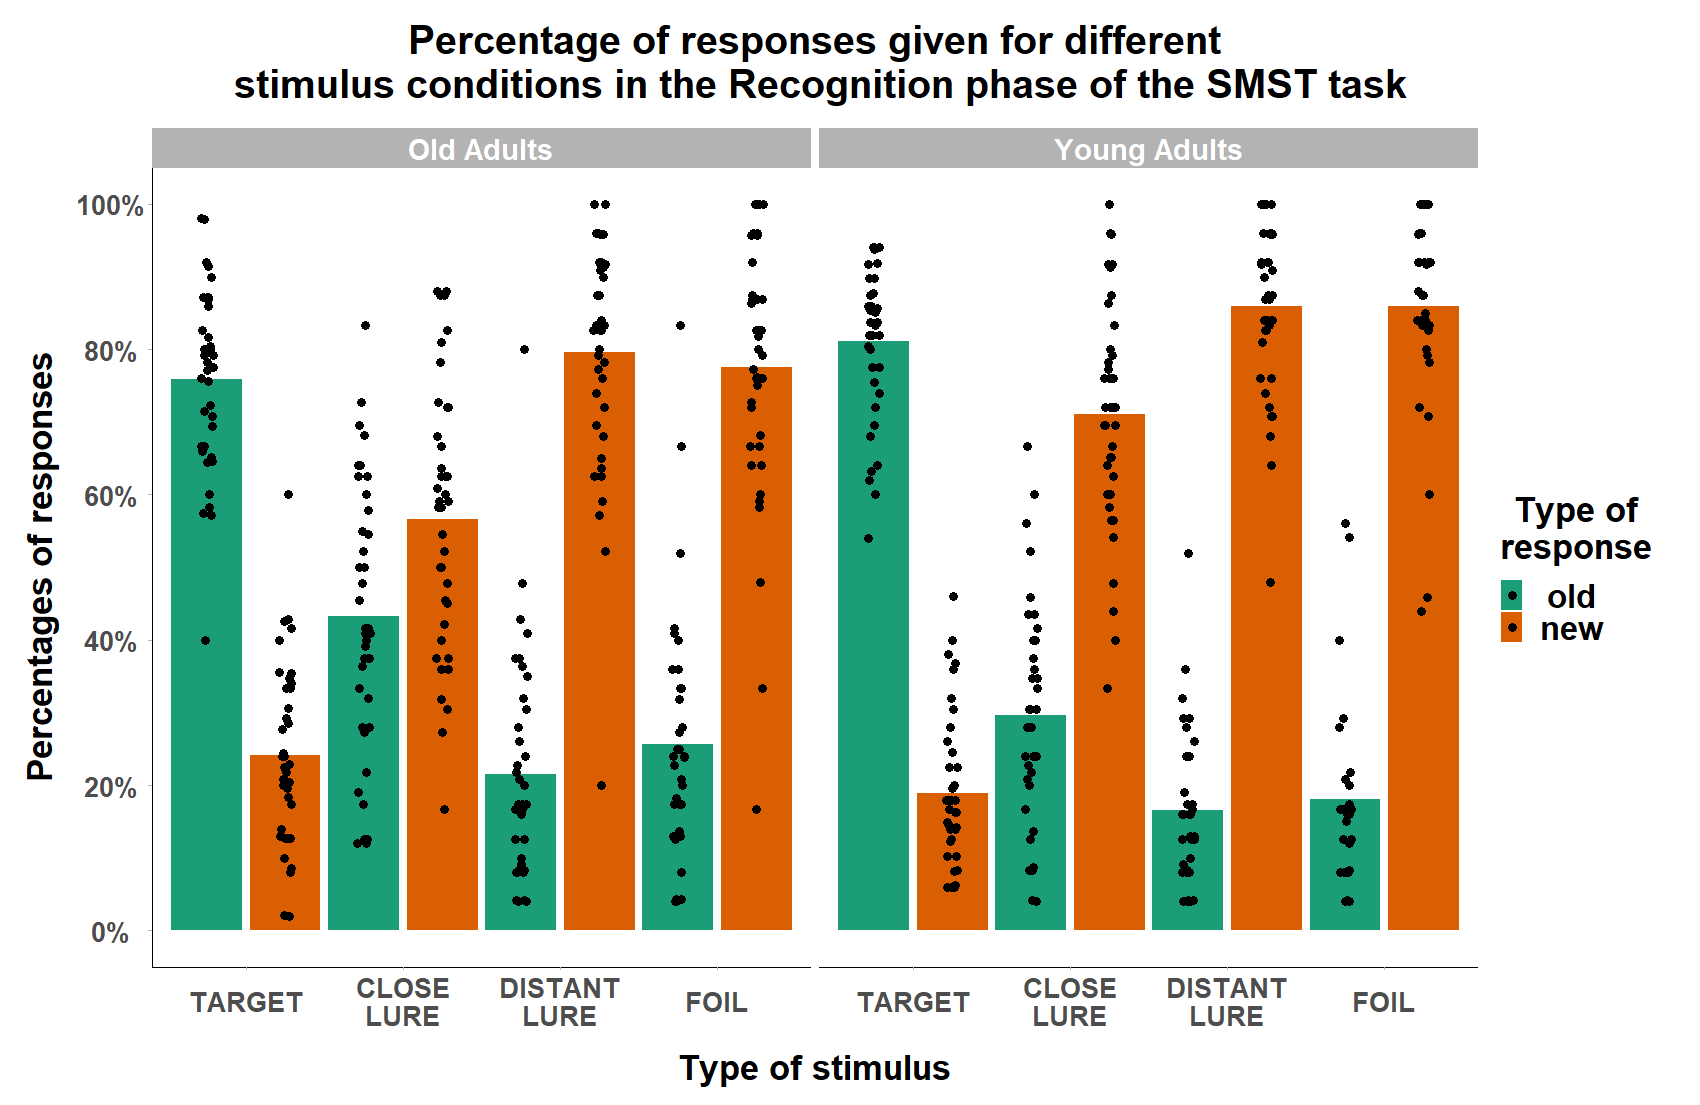 Percentage of responses given for different
stimulus conditions in the Recognition phase of the SMST task
Old Adults
Young Adults
Percentages of responses
100%
80%
60%
40%
20%
0%
TARGET
CLOSE
LURE
DISTANT
LURE
FOIL
TARGET
CLOSE
LURE
DISTANT
LURE
FOIL
Type of stimulus
Type of
response
old
new